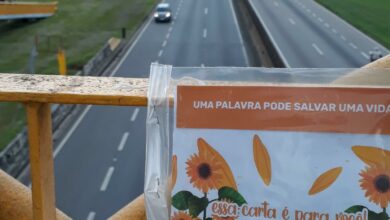 UMA PALAVRA PODE SALVAR UMA VIDA
essa carta é para você!